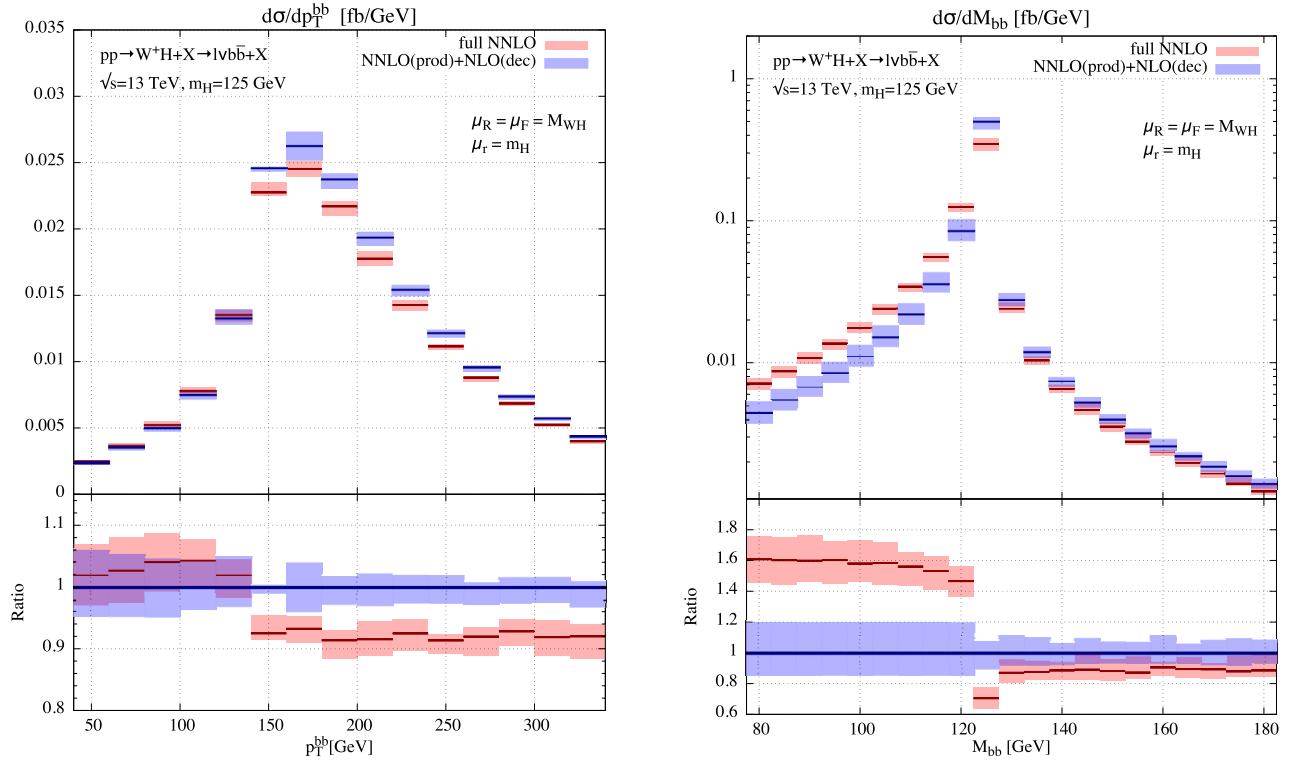 dσ/dp_T^bb [fb/GeV]
0.035
0.03
0.025
0.02
0.015
0.01
0.005
0
pp→W⁺H+X→lνbb̅+X
√s=13 TeV, m_H=125 GeV
full NNLO
NNLO(prod)+NLO(dec)
μ_R = μ_F = M_WH
μ_r = m_H
Ratio
1.1
1
0.9
0.8
50 100 150 200 250 300
p_T^bb [GeV]
dσ/dM_bb [fb/GeV]
1
0.1
0.01
pp→W⁺H+X→lνbb̅+X
√s=13 TeV, m_H=125 GeV
full NNLO
NNLO(prod)+NLO(dec)
μ_R = μ_F = M_WH
μ_r = m_H
Ratio
1.8
1.6
1.4
1.2
1
0.8
0.6
80 100 120 140 160 180
M_bb [GeV]